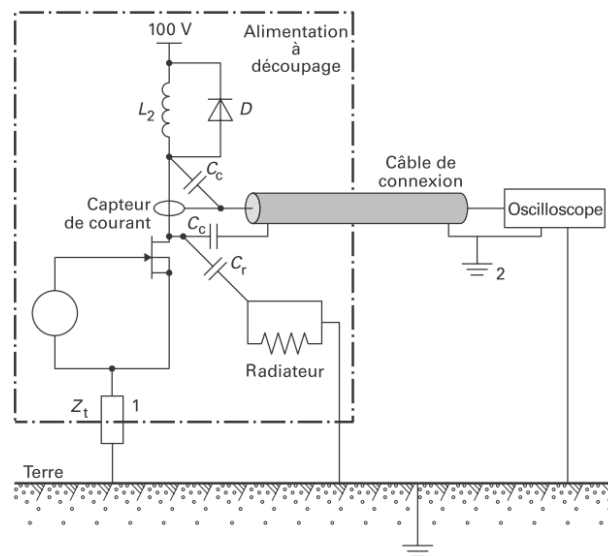 100 V
Alimentation
à
découpage
L2
D
Cc
Câble de
connexion
Capteur
de courant
Cc
Oscilloscope
Cr
2
Radiateur
Zt
1
Terre